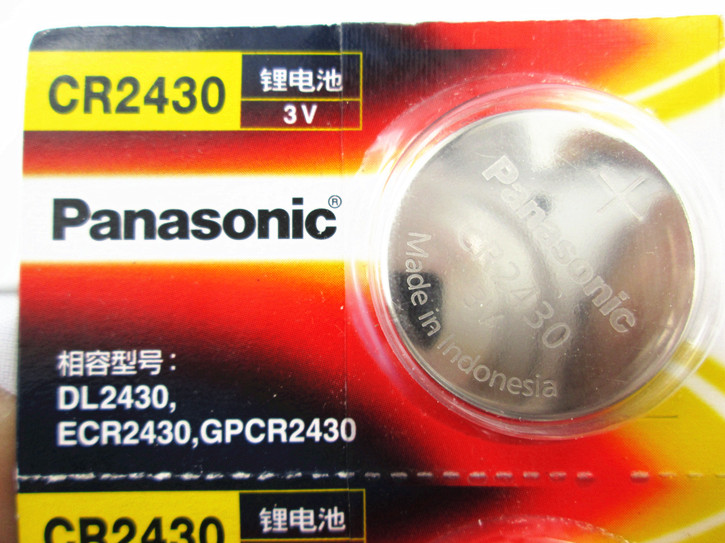 CR2430
锂电池
3V
Panasonic®
相容型号：
DL2430,
ECR2430,GPCR2430
+
Panasonic
CR2430
3V
Made in Indonesia
CR2430
锂电池